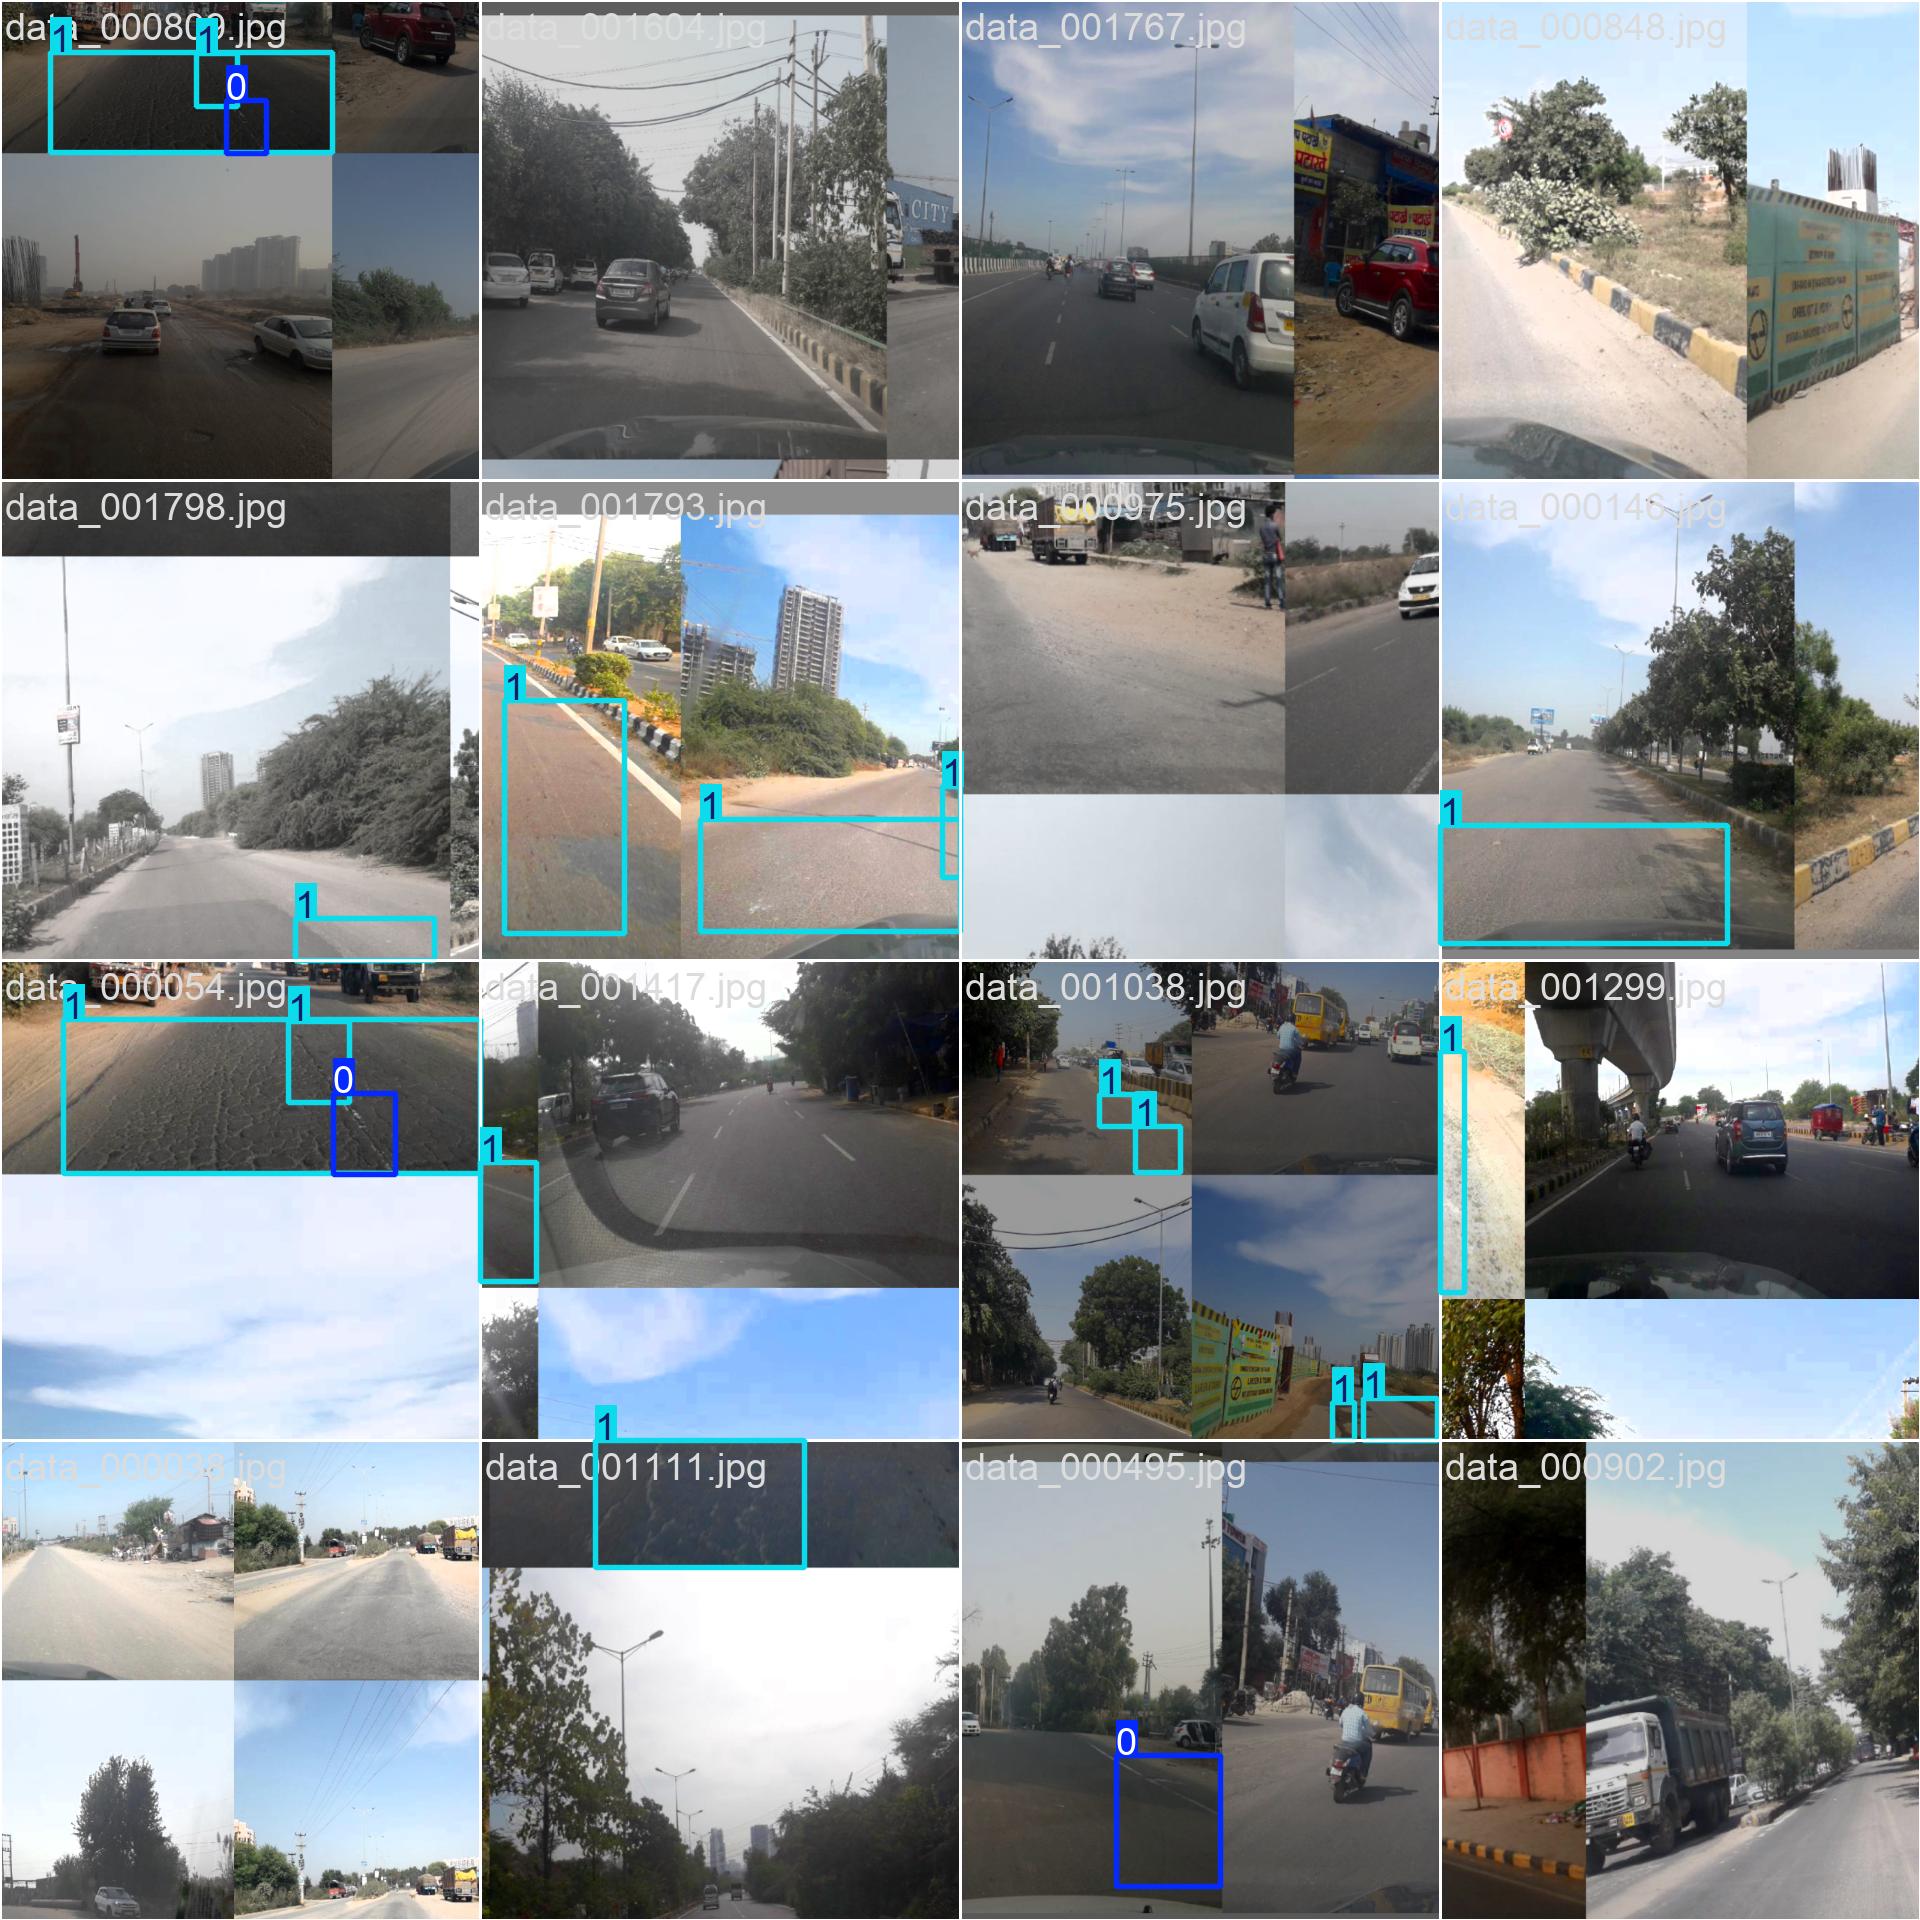 data_000809.jpg
1
1
0
data_001604.jpg
CITY
data_001767.jpg
data_000848.jpg
data_001798.jpg
1
data_001793.jpg
1
1
1
data_000975.jpg
data_000146.jpg
1
data_000054.jpg
1
1
0
data_001417.jpg
1
data_001038.jpg
1
1
1
1
data_001299.jpg
1
data_000038.jpg
data_001111.jpg
1
data_000495.jpg
0
data_000902.jpg